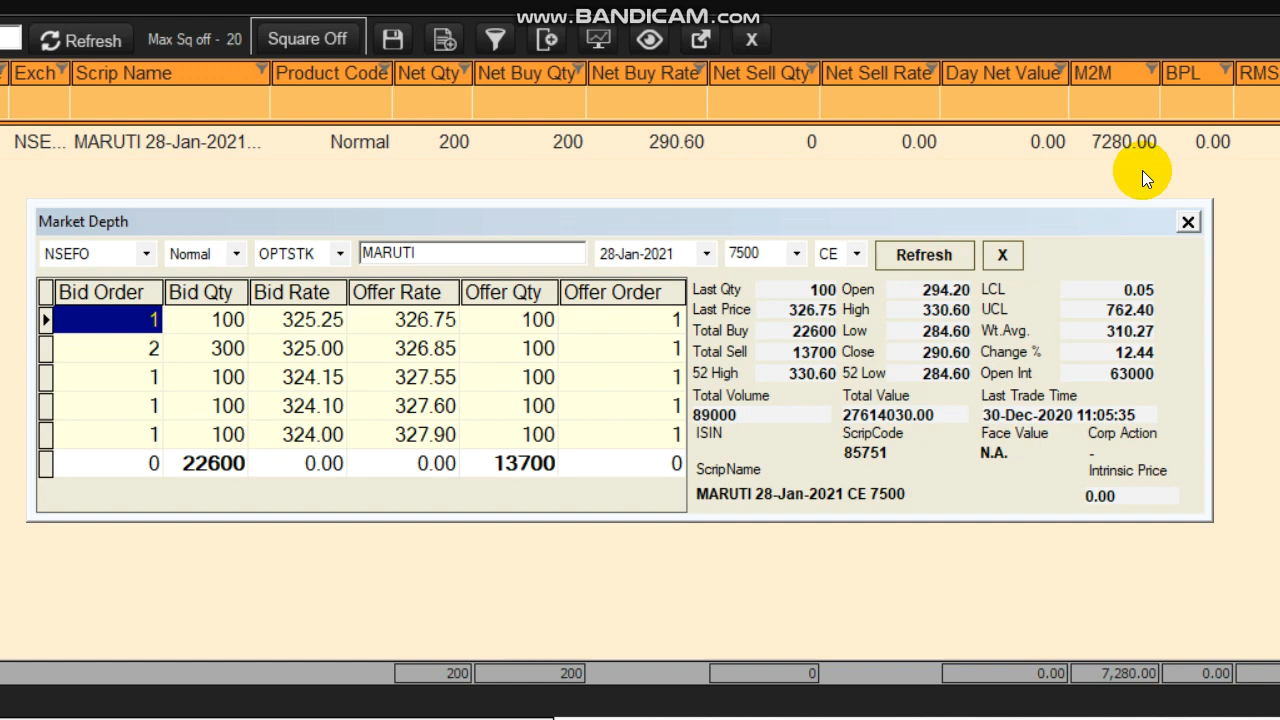 www.BANDICAM.com
Refresh Max Sq off - 20 Square Off X
Exch Scrip Name Product Code Net Qty Net Buy Qty Net Buy Rate Net Sell Qty Net Sell Rate Day Net Value M2M BPL RMS
NSE... MARUTI 28-Jan-2021... Normal 200 200 290.60 0 0.00 0.00 7280.00 0.00
Market Depth
NSEFO Normal OPTSTK MARUTI 28-Jan-2021 7500 CE Refresh X
Bid Order Bid Qty Bid Rate Offer Rate Offer Qty Offer Order
1 100 325.25 326.75 100 1
2 300 325.00 326.85 100 1
1 100 324.15 327.55 100 1
1 100 324.10 327.60 100 1
1 100 324.00 327.90 100 1
0 22600 0.00 0.00 13700 0
Last Qty 100 Open 294.20 LCL 0.05
Last Price 326.75 High 330.60 UCL 762.40
Total Buy 22600 Low 284.60 Wt.Avg. 310.27
Total Sell 13700 Close 290.60 Change % 12.44
52 High 330.60 52 Low 284.60 Open Int 63000
Total Volume Total Value Last Trade Time
89000 27614030.00 30-Dec-2020 11:05:35
ISIN ScripCode Face Value Corp Action
85751 N.A. -
ScripName Intrinsic Price
MARUTI 28-Jan-2021 CE 7500 0.00
200 200 0 0.00 7,280.00 0.00